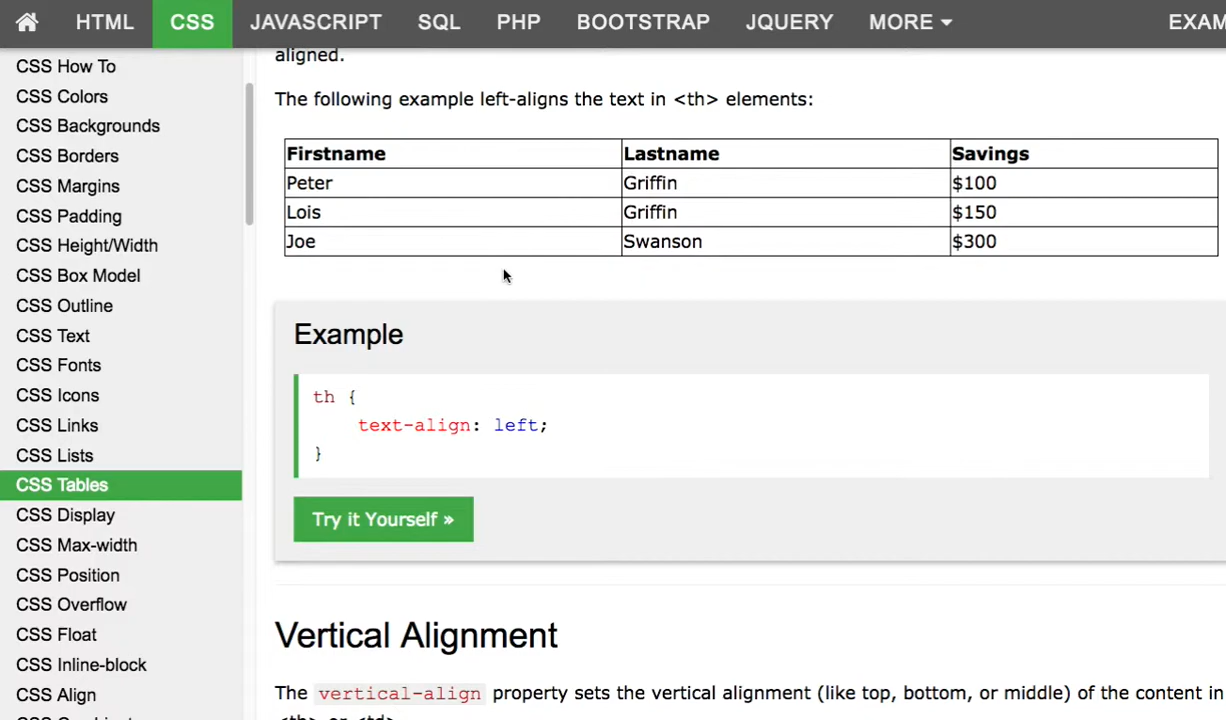 HTML CSS JAVASCRIPT SQL PHP BOOTSTRAP JQUERY MORE EXAM
CSS How To
CSS Colors
CSS Backgrounds
CSS Borders
CSS Margins
CSS Padding
CSS Height/Width
CSS Box Model
CSS Outline
CSS Text
CSS Fonts
CSS Icons
CSS Links
CSS Lists
CSS Tables
CSS Display
CSS Max-width
CSS Position
CSS Overflow
CSS Float
CSS Inline-block
CSS Align
aligned.
The following example left-aligns the text in <th> elements:
Firstname Lastname Savings
Peter Griffin $100
Lois Griffin $150
Joe Swanson $300
Example
th {
    text-align: left;
}
Try it Yourself »
Vertical Alignment
The vertical-align property sets the vertical alignment (like top, bottom, or middle) of the content in
<th> or <td>